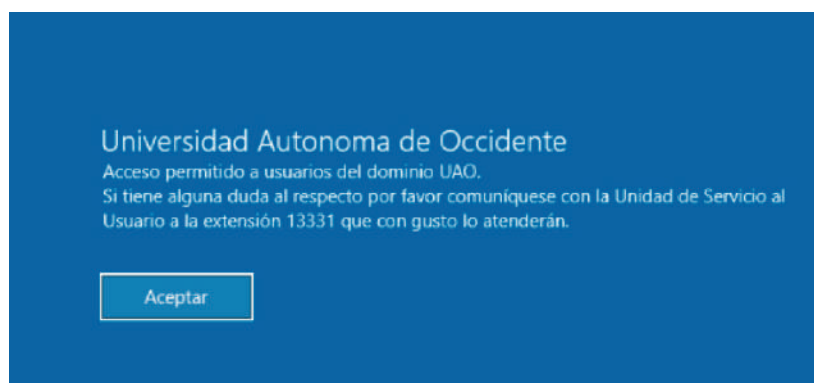 Universidad Autonoma de Occidente
Acceso permitido a usuarios del dominio UAO.
Si tiene alguna duda al respecto por favor comuníquese con la Unidad de Servicio al
Usuario a la extensión 13331 que con gusto lo atenderán.
Aceptar